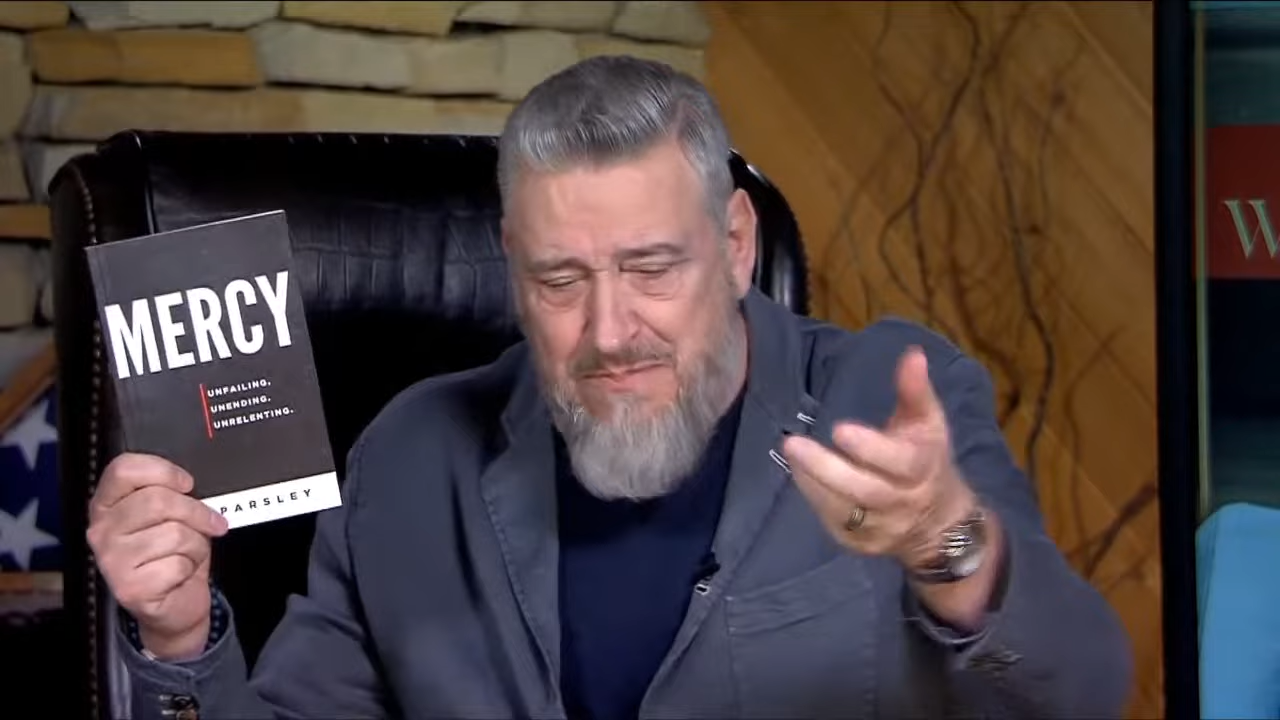 MERCY
UNFAILING.
UNENDING.
UNRELENTING.
PARSLEY
W